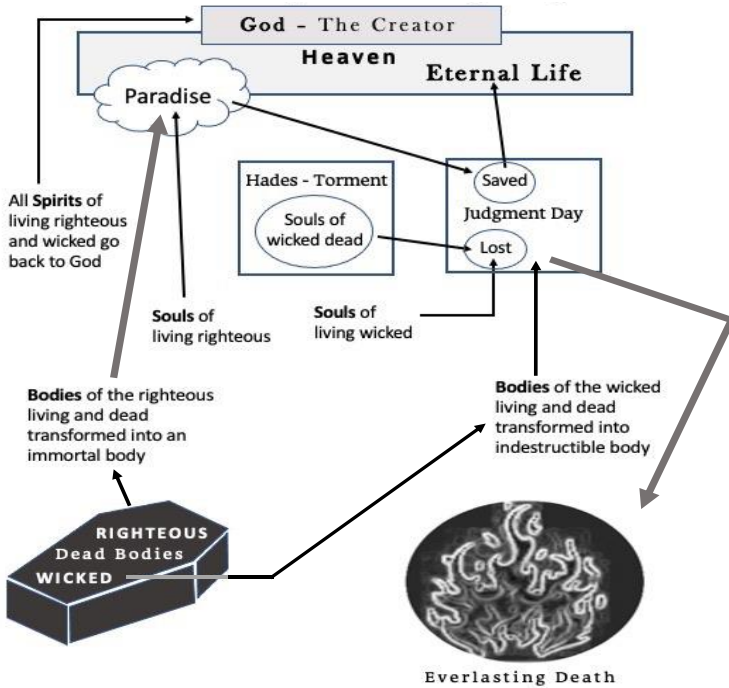 God – The Creator
Heaven
Eternal Life
Paradise
Hades - Torment
Souls of
wicked dead
Saved
Judgment Day
Lost
All Spirits of
living righteous
and wicked go
back to God
Souls of
living righteous
Souls of
living wicked
Bodies of the righteous
living and dead
transformed into an
immortal body
Bodies of the wicked
living and dead
transformed into
indestructible body
RIGHTEOUS
Dead Bodies
WICKED
Everlasting Death